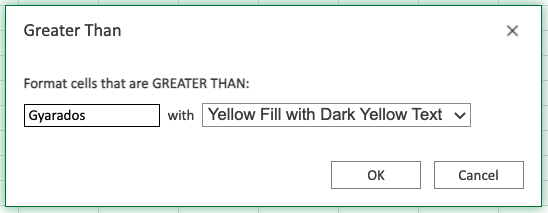 Greater Than
Format cells that are GREATER THAN:
Gyarados with Yellow Fill with Dark Yellow Text
OK Cancel